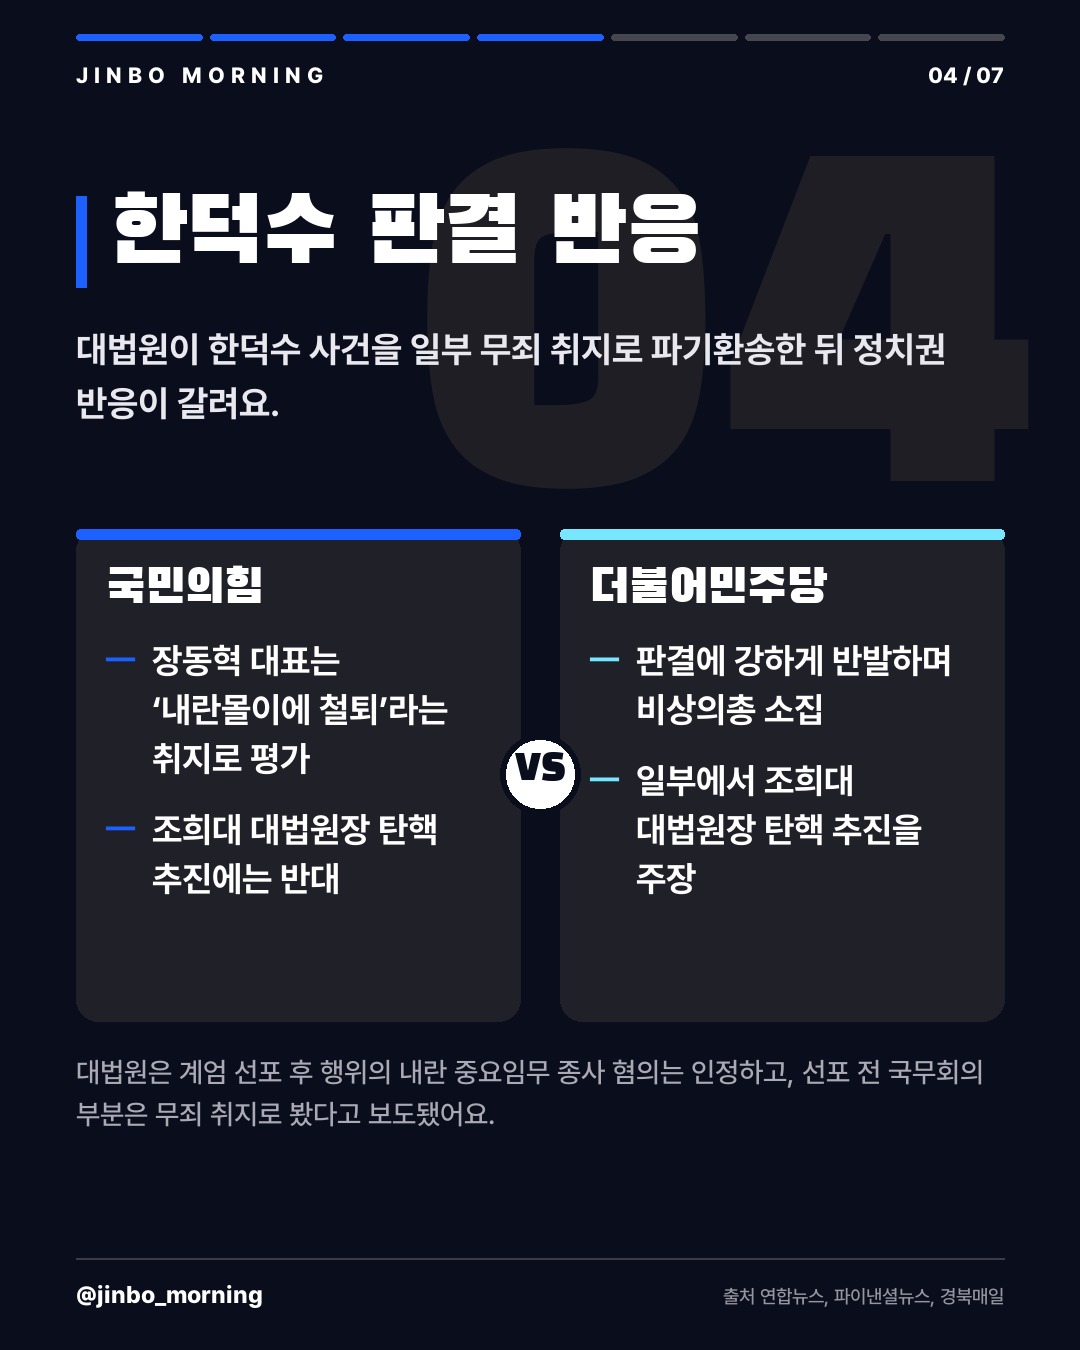 JINBO MORNING
04 / 07
04
한덕수 판결 반응
대법원이 한덕수 사건을 일부 무죄 취지로 파기환송한 뒤 정치권
반응이 갈려요.
국민의힘
장동혁 대표는
‘내란몰이에 철퇴’라는
취지로 평가
조희대 대법원장 탄핵
추진에는 반대
VS
더불어민주당
판결에 강하게 반발하며
비상의총 소집
일부에서 조희대
대법원장 탄핵 추진을
주장
대법원은 계엄 선포 후 행위의 내란 중요임무 종사 혐의는 인정하고, 선포 전 국무회의
부분은 무죄 취지로 봤다고 보도됐어요.
@jinbo_morning
출처 연합뉴스, 파이낸셜뉴스, 경북매일